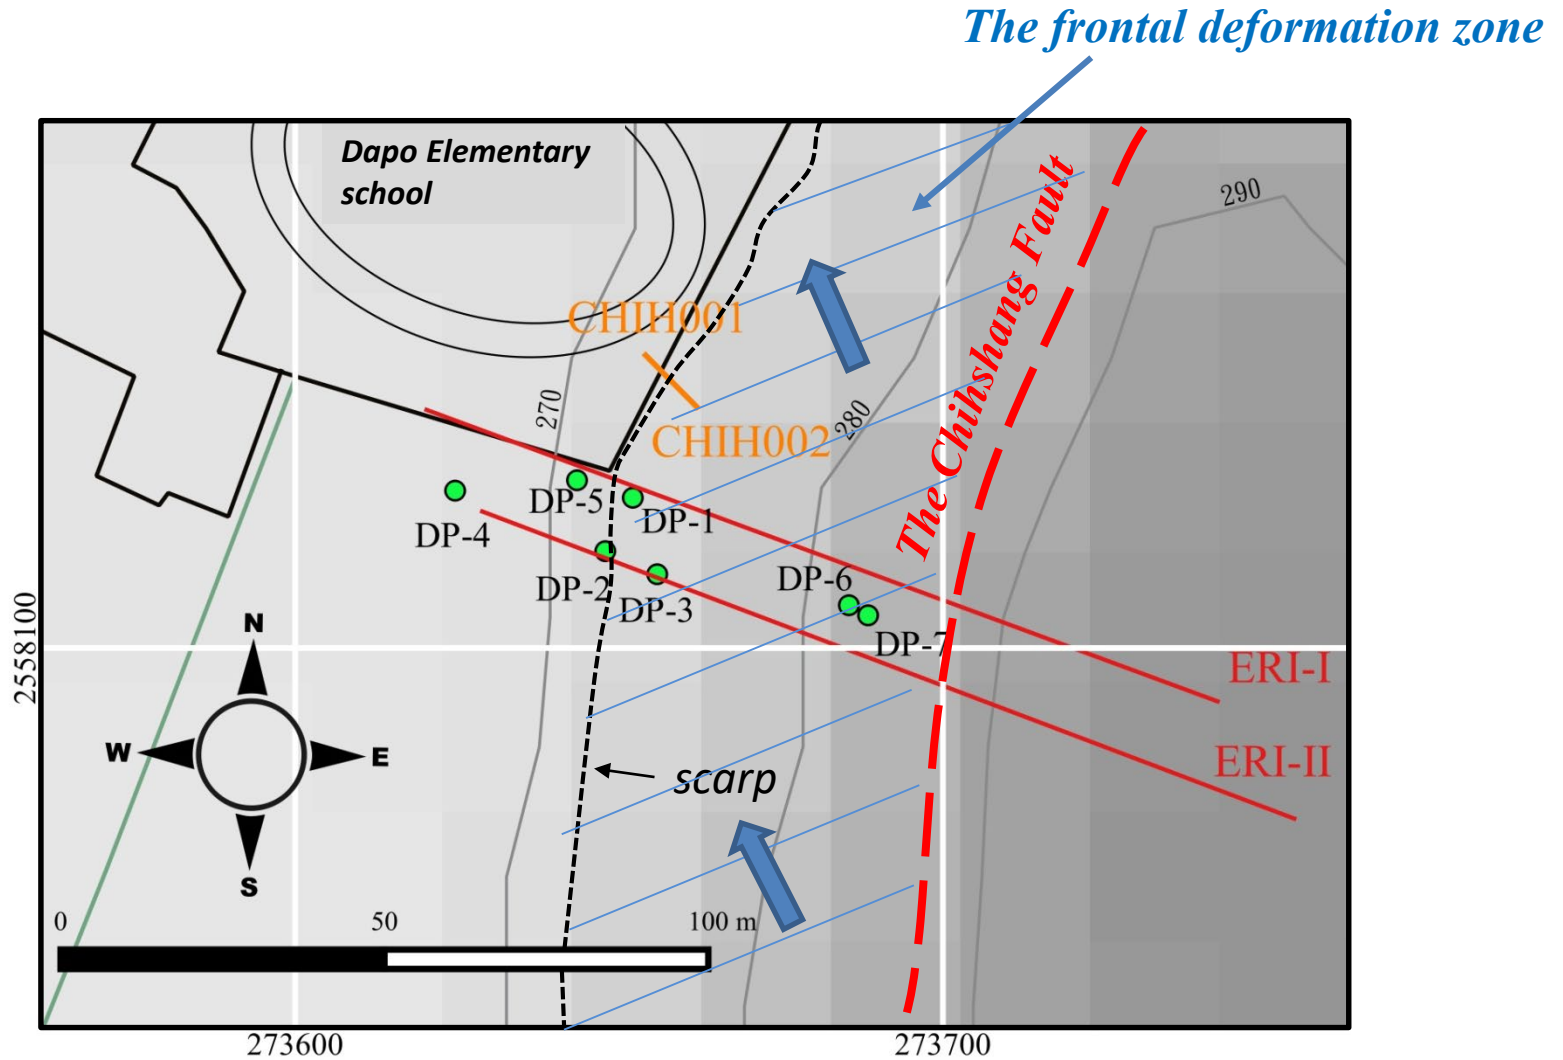 The frontal deformation zone
Dapo Elementary
school
290
The Chihshang Fault
CHIH001
270
280
CHIH002
DP-5
DP-1
DP-4
DP-6
DP-2
DP-3
DP-7
2558100
N
W
E
S
ERI-I
ERI-II
scarp
0
50
100 m
273600
273700